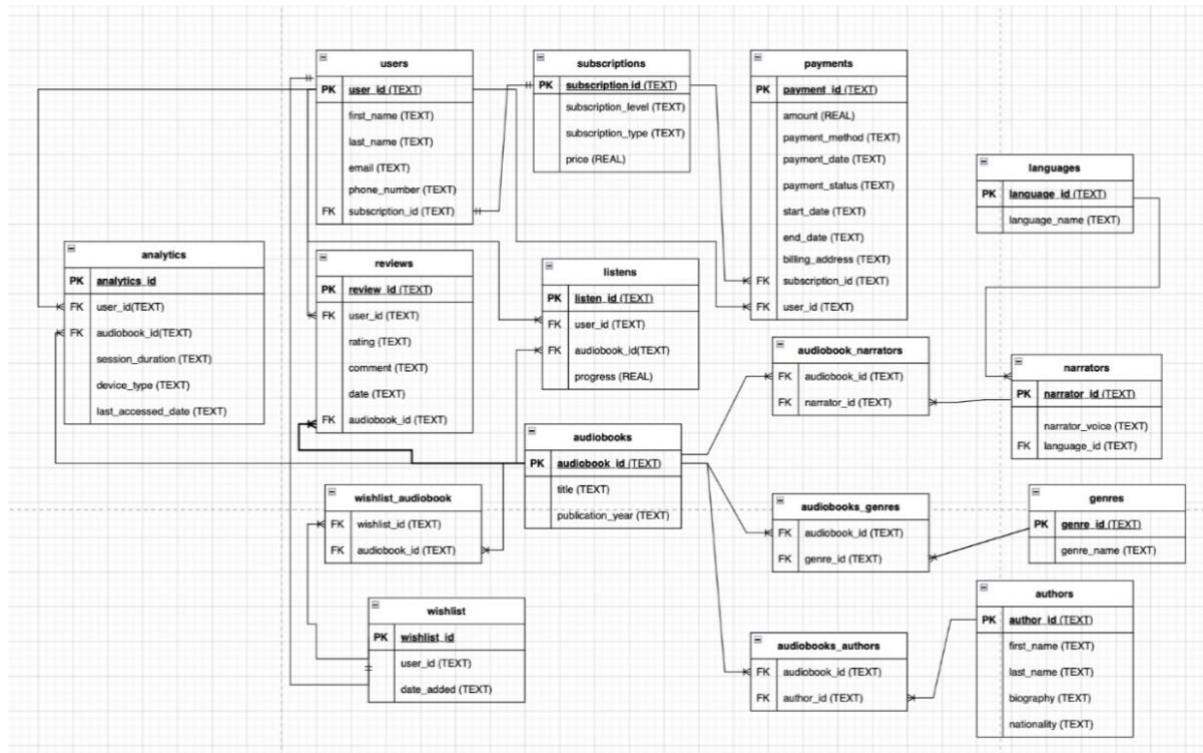 users
PK user_id (TEXT)
first_name (TEXT)
last_name (TEXT)
email (TEXT)
phone_number (TEXT)
FK subscription_id (TEXT)
subscriptions
PK subscription id (TEXT)
subscription_level (TEXT)
subscription_type (TEXT)
price (REAL)
payments
PK payment_id (TEXT)
amount (REAL)
payment_method (TEXT)
payment_date (TEXT)
payment_status (TEXT)
start_date (TEXT)
end_date (TEXT)
billing_address (TEXT)
FK subscription_id (TEXT)
FK user_id (TEXT)
languages
PK language_id (TEXT)
language_name (TEXT)
analytics
PK analytics_id
FK user_id(TEXT)
FK audiobook_id(TEXT)
session_duration (TEXT)
device_type (TEXT)
last_accessed_date (TEXT)
reviews
PK review_id (TEXT)
FK user_id (TEXT)
rating (TEXT)
comment (TEXT)
date (TEXT)
FK audiobook_id (TEXT)
listens
PK listen_id (TEXT)
FK user_id (TEXT)
FK audiobook_id(TEXT)
progress (REAL)
audiobook_narrators
FK audiobook_id (TEXT)
FK narrator_id (TEXT)
narrators
PK narrator_id (TEXT)
narrator_voice (TEXT)
FK language_id (TEXT)
audiobooks
PK audiobook_id (TEXT)
title (TEXT)
publication_year (TEXT)
wishlist_audiobook
FK wishlist_id (TEXT)
FK audiobook_id (TEXT)
audiobooks_genres
FK audiobook_id (TEXT)
FK genre_id (TEXT)
genres
PK genre_id (TEXT)
genre_name (TEXT)
wishlist
PK wishlist_id
user_id (TEXT)
date_added (TEXT)
audiobooks_authors
FK audiobook_id (TEXT)
FK author_id (TEXT)
authors
PK author_id (TEXT)
first_name (TEXT)
last_name (TEXT)
biography (TEXT)
nationality (TEXT)